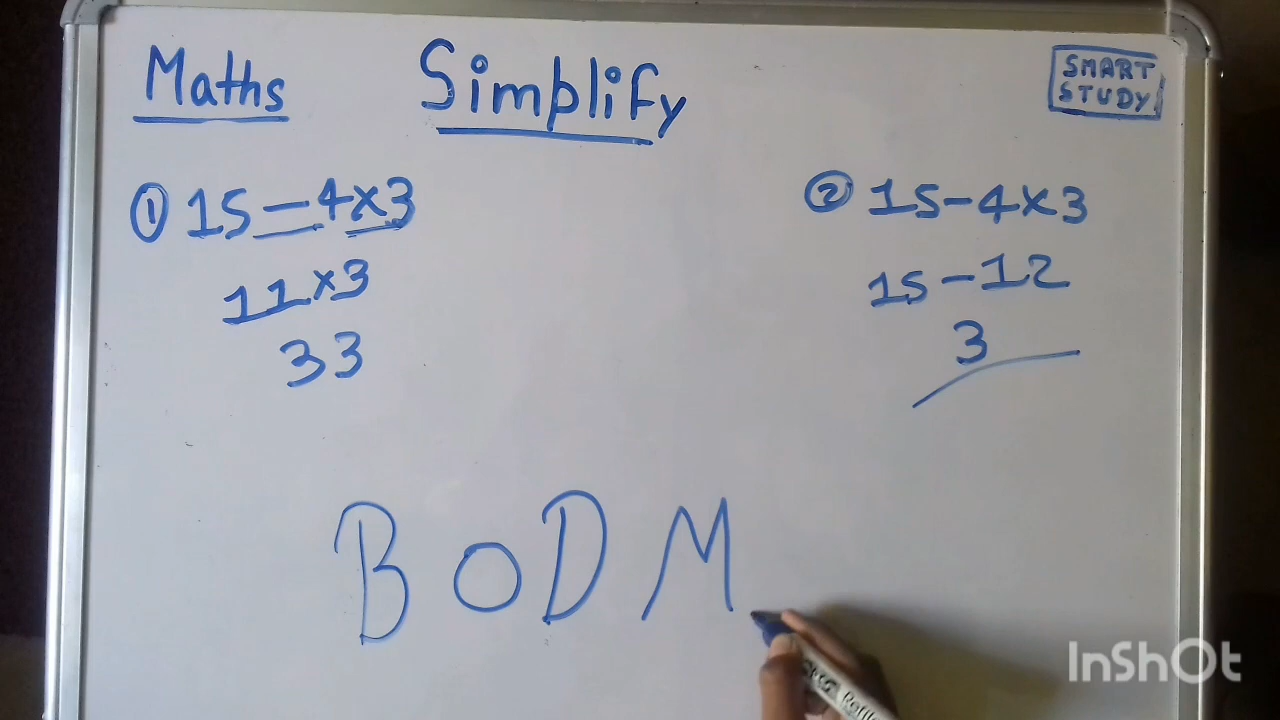 Maths
Simplify
SMART
STUDY
① 15 - 4 × 3
11 × 3
33
② 15 - 4 × 3
15 - 12
3
BODM
InShOt